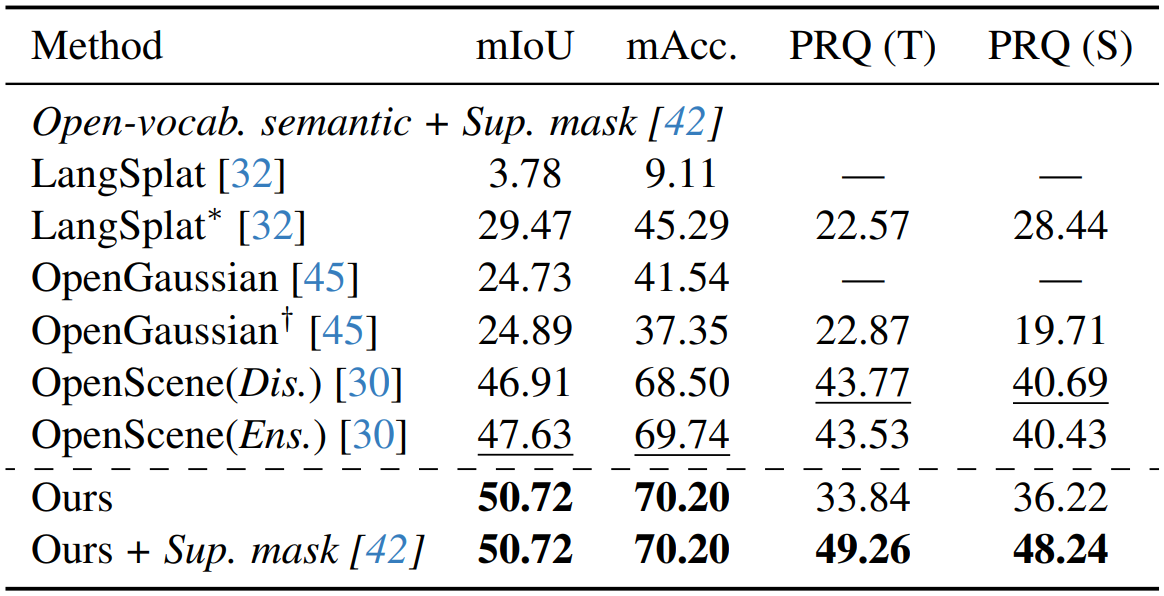 Method mIoU mAcc. PRQ (T) PRQ (S)
Open-vocab. semantic + Sup. mask [42]
LangSplat [32] 3.78 9.11 — —
LangSplat* [32] 29.47 45.29 22.57 28.44
OpenGaussian [45] 24.73 41.54 — —
OpenGaussian† [45] 24.89 37.35 22.87 19.71
OpenScene(Dis.) [30] 46.91 68.50 43.77 40.69
OpenScene(Ens.) [30] 47.63 69.74 43.53 40.43
Ours 50.72 70.20 33.84 36.22
Ours + Sup. mask [42] 50.72 70.20 49.26 48.24